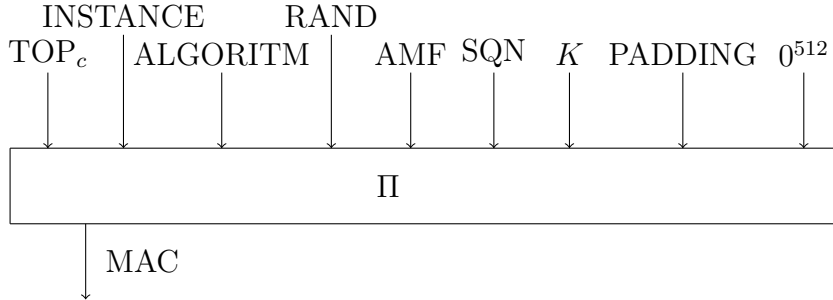 INSTANCE RAND
TOP_c ALGORITM AMF SQN K PADDING 0^512
Π
MAC